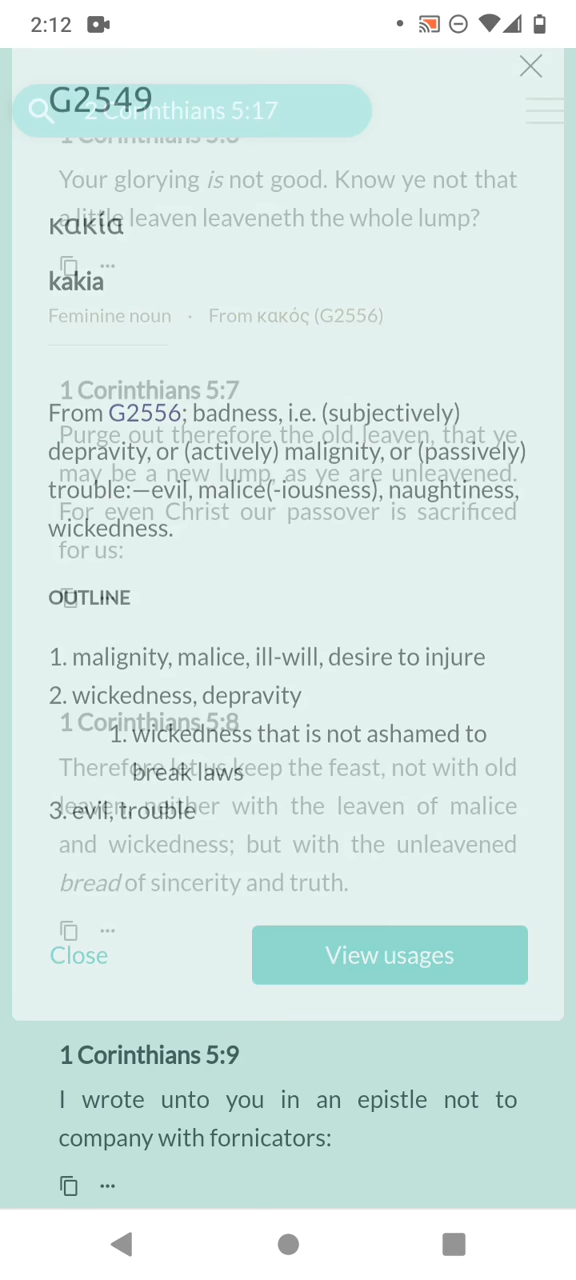 2:12
G2549
2 Corinthians 5:17
1 Corinthians 5:6
Your glorying is not good. Know ye not that
a little leaven leaveneth the whole lump?
κακία
kakia
Feminine noun · From κακός (G2556)
1 Corinthians 5:7
From G2556; badness, i.e. (subjectively)
Purge out therefore the old leaven, that ye
depravity, or (actively) malignity, or (passively)
may be a new lump, as ye are unleavened.
trouble:—evil, malice(-iousness), naughtiness,
For even Christ our passover is sacrificed
wickedness.
for us:
OUTLINE
1. malignity, malice, ill-will, desire to injure
2. wickedness, depravity
1 Corinthians 5:8
1. wickedness that is not ashamed to
Therefore let us keep the feast, not with old
break laws
leaven, neither with the leaven of malice
3. evil, trouble
and wickedness; but with the unleavened
bread of sincerity and truth.
Close
View usages
1 Corinthians 5:9
I wrote unto you in an epistle not to
company with fornicators: